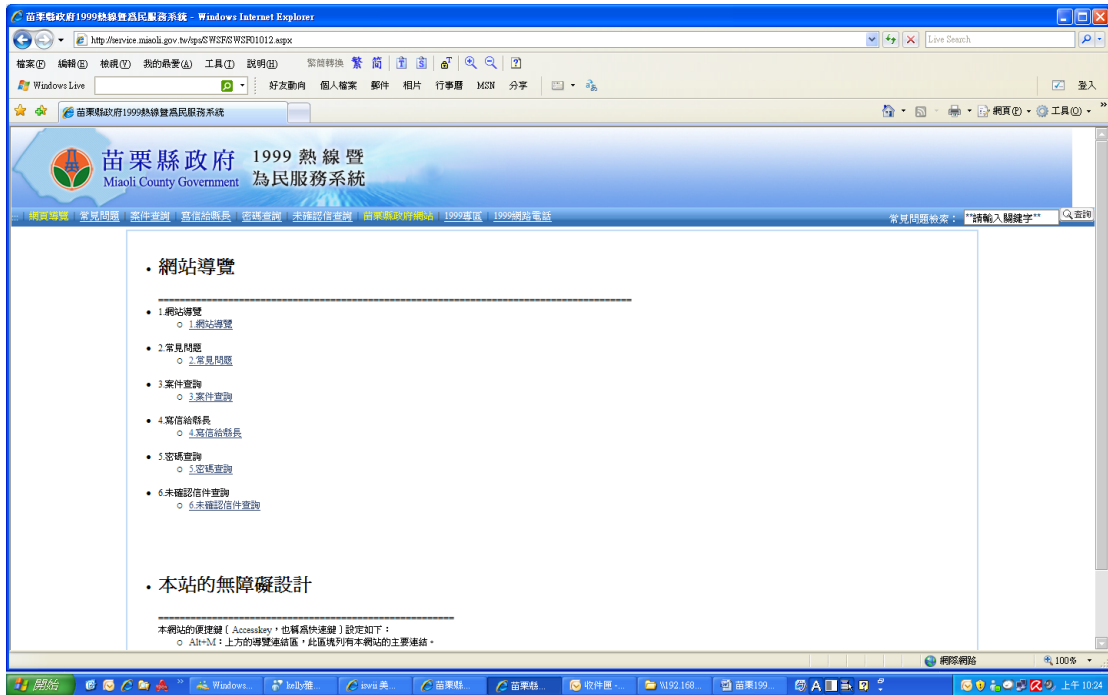 苗栗縣政府1999熱線暨為民服務系統 - Windows Internet Explorer
http://service.miaoli.gov.tw/sps/SWSF/SWSF01012.aspx
Live Search
檔案(F) 編輯(E) 檢視(V) 我的最愛(A) 工具(T) 說明(H) 繁簡轉換 繁 简
Windows Live 好友動向 個人檔案 郵件 相片 行事曆 MSN 分享 登入
苗栗縣政府1999熱線暨為民服務系統 網頁(P) 工具(O)
苗栗縣政府 1999 熱線暨
Miaoli County Government 為民服務系統
::: 網頁導覽 常見問題 案件查詢 寫信給縣長 密碼查詢 未確認信查詢 苗栗縣政府網站 1999專區 1999網路電話 常見問題檢索： **請輸入關鍵字** 查詢
• 網站導覽
• 1.網站導覽
○ 1.網站導覽
• 2.常見問題
○ 2.常見問題
• 3.案件查詢
○ 3.案件查詢
• 4.寫信給縣長
○ 4.寫信給縣長
• 5.密碼查詢
○ 5.密碼查詢
• 6.未確認信件查詢
○ 6.未確認信件查詢
• 本站的無障礙設計
本網站的便捷鍵﹝Accesskey，也稱為快速鍵﹞設定如下：
○ Alt+M：上方的導覽連結區，此區塊列有本網站的主要連結。
網際網路 100%
開始 Windows... kelly雅... 苗栗縣... 苗栗縣... 收件匣 -... \\192.168... 苗栗199... 上午 10:24